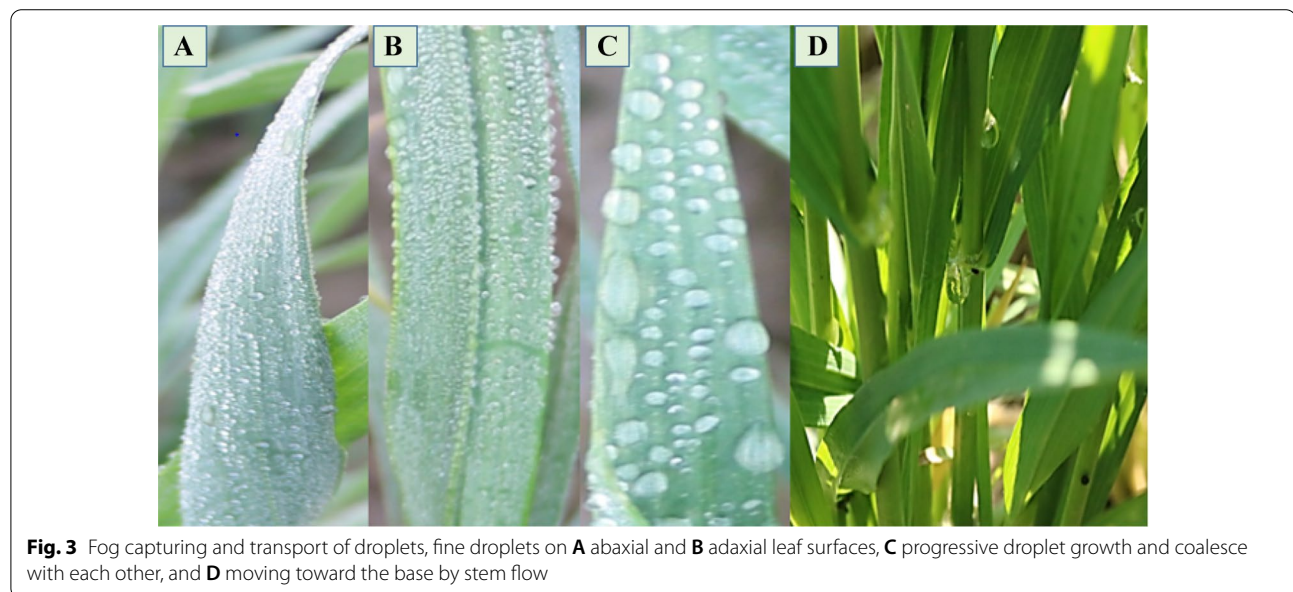 A
B
C
D
Fig. 3 Fog capturing and transport of droplets, fine droplets on A abaxial and B adaxial leaf surfaces, C progressive droplet growth and coalesce
with each other, and D moving toward the base by stem flow